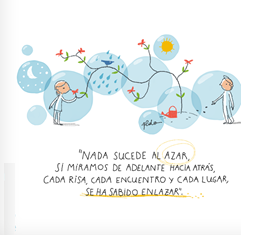 "NADA SUCEDE AL AZAR,
SI MIRAMOS DE ADELANTE HACIA ATRÁS,
CADA RISA, CADA ENCUENTRO Y CADA LUGAR,
SE HA SABIDO ENLAZAR".